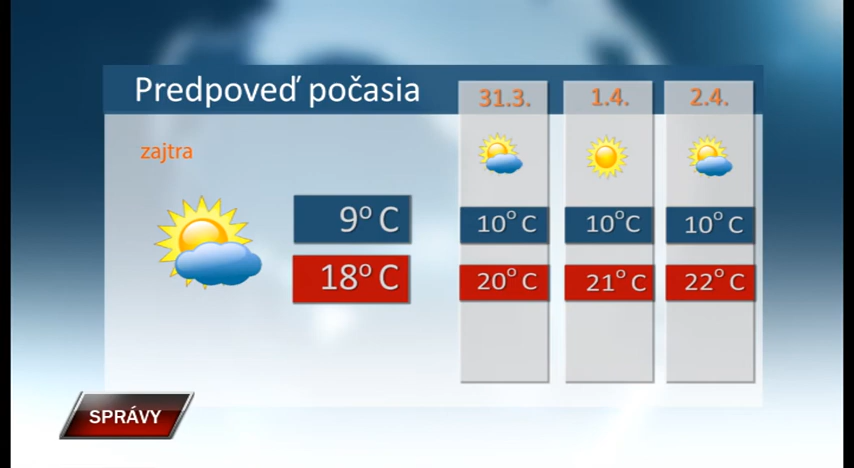 Predpoveď počasia
zajtra
9° C
18° C
31.3.
10° C
20° C
1.4.
10°C
21° C
2.4.
10° C
22° C
SPRÁVY